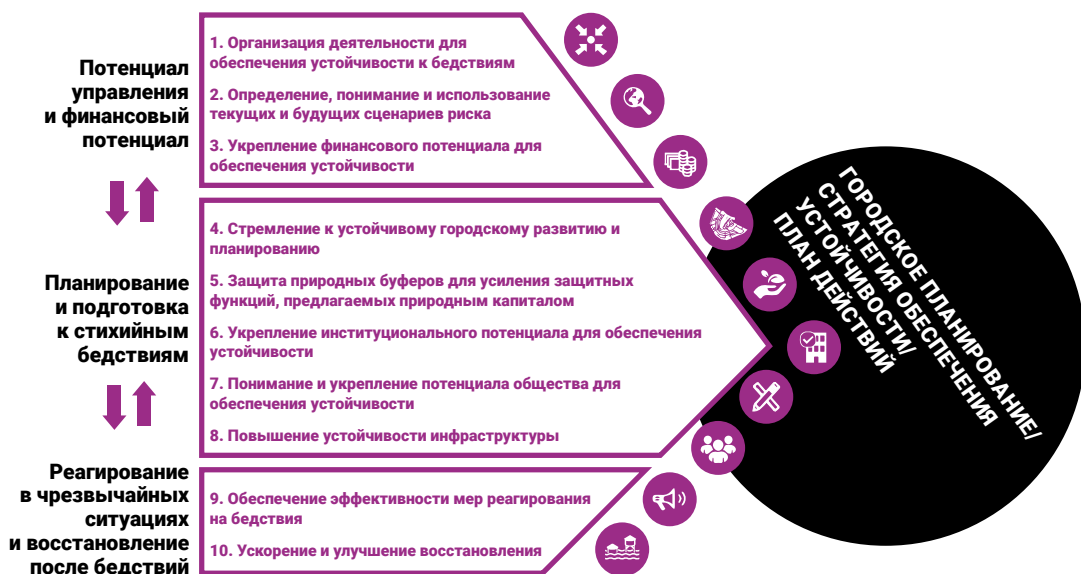 Потенциал
управления
и финансовый
потенциал
1. Организация деятельности для
обеспечения устойчивости к бедствиям
2. Определение, понимание и использование
текущих и будущих сценариев риска
3. Укрепление финансового потенциала для
обеспечения устойчивости
Планирование
и подготовка
к стихийным
бедствиям
4. Стремление к устойчивому городскому развитию и
планированию
5. Защита природных буферов для усиления защитных
функций, предлагаемых природным капиталом
6. Укрепление институционального потенциала для обеспечения
устойчивости
7. Понимание и укрепление потенциала общества для
обеспечения устойчивости
8. Повышение устойчивости инфраструктуры
Реагирование
в чрезвычайных
ситуациях
и восстановление
после бедствий
9. Обеспечение эффективности мер реагирования
на бедствия
10. Ускорение и улучшение восстановления
ГОРОДСКОЕ ПЛАНИРОВАНИЕ/
СТРАТЕГИЯ ОБЕСПЕЧЕНИЯ
УСТОЙЧИВОСТИ/
ПЛАН ДЕЙСТВИЙ